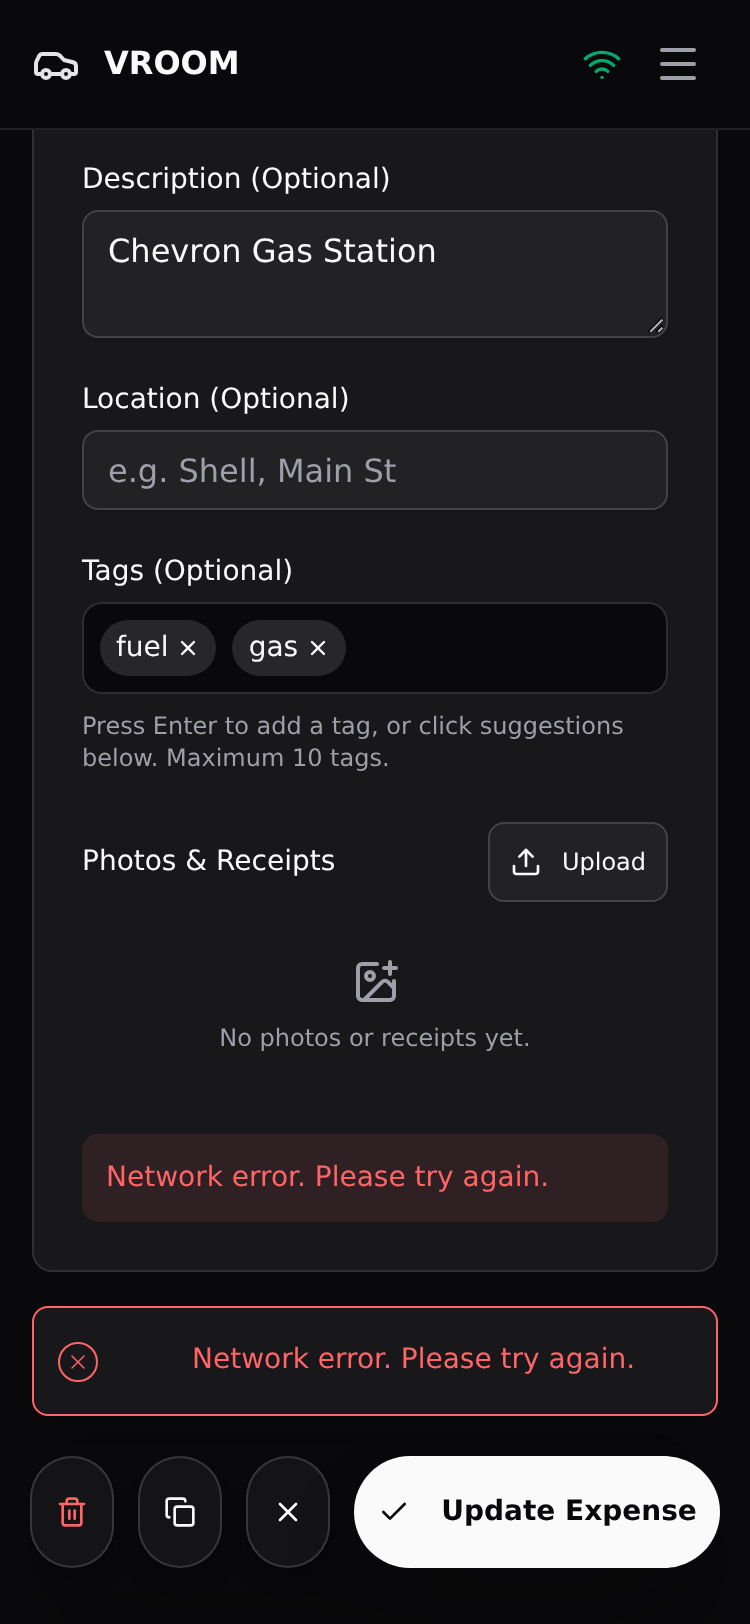 VROOM
Description (Optional)
Chevron Gas Station
Location (Optional)
e.g. Shell, Main St
Tags (Optional)
fuel
gas
Press Enter to add a tag, or click suggestions
below. Maximum 10 tags.
Photos & Receipts
Upload
No photos or receipts yet.
Network error. Please try again.
Network error. Please try again.
Update Expense